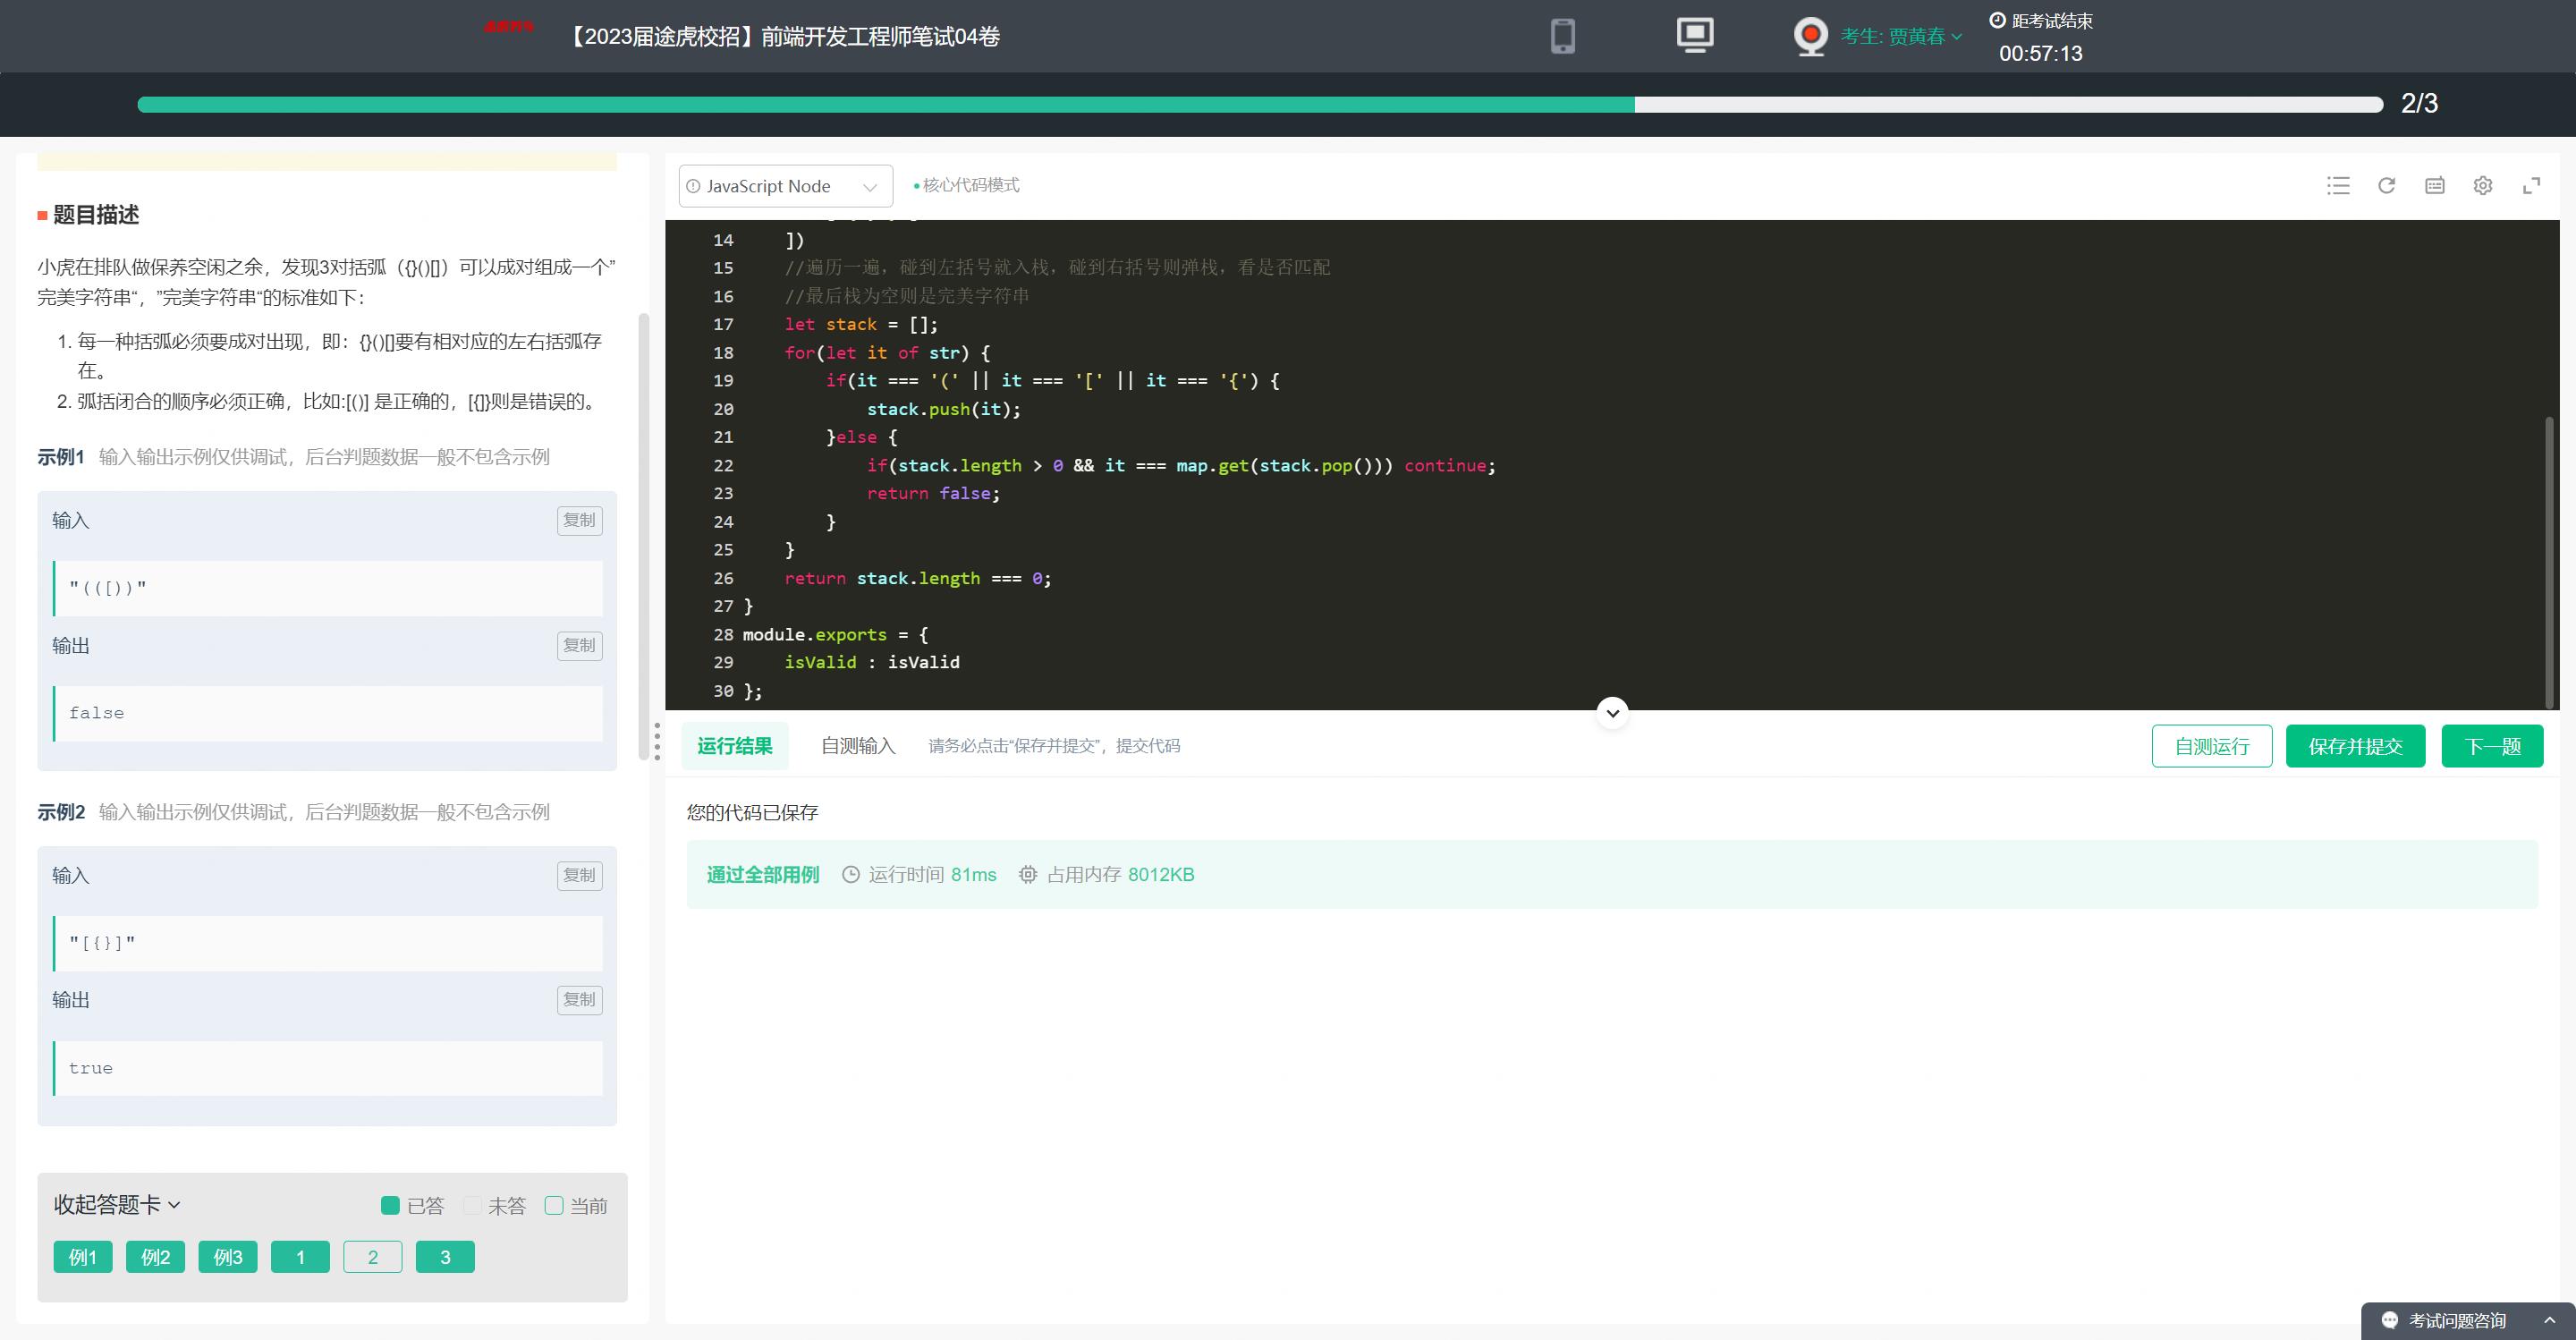 【2023届途虎校招】前端开发工程师笔试04卷
考生: 贾黄春
距考试结束
00:57:13
2/3
题目描述
小虎在排队做保养空闲之余，发现3对括弧（{}()[]）可以成对组成一个”
完美字符串“，”完美字符串“的标准如下：
1. 每一种括弧必须要成对出现，即：{}()[]要有相对应的左右括弧存
在。
2. 弧括闭合的顺序必须正确，比如:[()] 是正确的，[{]}则是错误的。
示例1 输入输出示例仅供调试，后台判题数据一般不包含示例
输入 复制
"(([))"
输出 复制
false
示例2 输入输出示例仅供调试，后台判题数据一般不包含示例
输入 复制
"[{}]"
输出 复制
true
收起答题卡 已答 未答 当前
例1 例2 例3 1 2 3
JavaScript Node 核心代码模式
14 ])
15 //遍历一遍，碰到左括号就入栈，碰到右括号则弹栈，看是否匹配
16 //最后栈为空则是完美字符串
17 let stack = [];
18 for(let it of str) {
19 if(it === '(' || it === '[' || it === '{') {
20 stack.push(it);
21 }else {
22 if(stack.length > 0 && it === map.get(stack.pop())) continue;
23 return false;
24 }
25 }
26 return stack.length === 0;
27 }
28 module.exports = {
29 isValid : isValid
30 };
运行结果 自测输入 请务必点击“保存并提交”，提交代码 自测运行 保存并提交 下一题
您的代码已保存
通过全部用例 运行时间 81ms 占用内存 8012KB
考试问题咨询